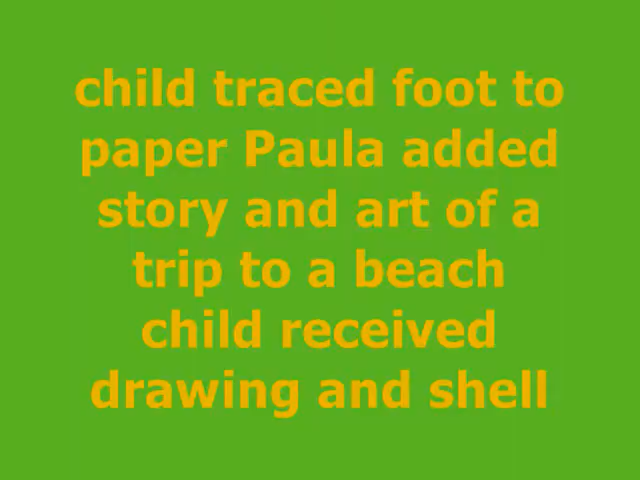 child traced foot to
paper Paula added
story and art of a
trip to a beach
child received
drawing and shell